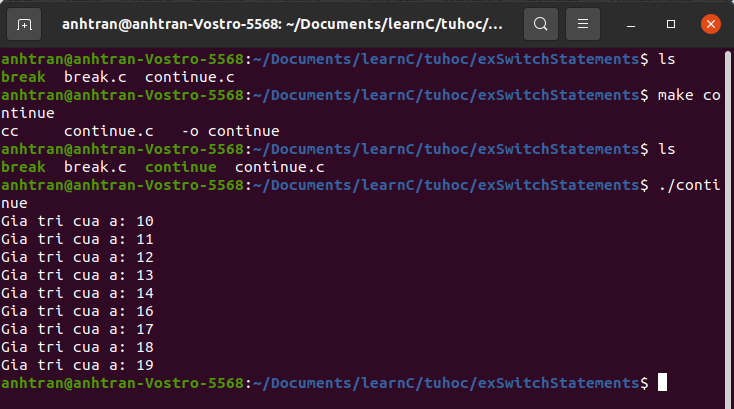 anhtran@anhtran-Vostro-5568: ~/Documents/learnC/tuhoc/...
anhtran@anhtran-Vostro-5568:~/Documents/learnC/tuhoc/exSwitchStatements$ ls
break  break.c  continue.c
anhtran@anhtran-Vostro-5568:~/Documents/learnC/tuhoc/exSwitchStatements$ make co
ntinue
cc     continue.c   -o continue
anhtran@anhtran-Vostro-5568:~/Documents/learnC/tuhoc/exSwitchStatements$ ls
break  break.c  continue  continue.c
anhtran@anhtran-Vostro-5568:~/Documents/learnC/tuhoc/exSwitchStatements$ ./conti
nue
Gia tri cua a: 10
Gia tri cua a: 11
Gia tri cua a: 12
Gia tri cua a: 13
Gia tri cua a: 14
Gia tri cua a: 16
Gia tri cua a: 17
Gia tri cua a: 18
Gia tri cua a: 19
anhtran@anhtran-Vostro-5568:~/Documents/learnC/tuhoc/exSwitchStatements$